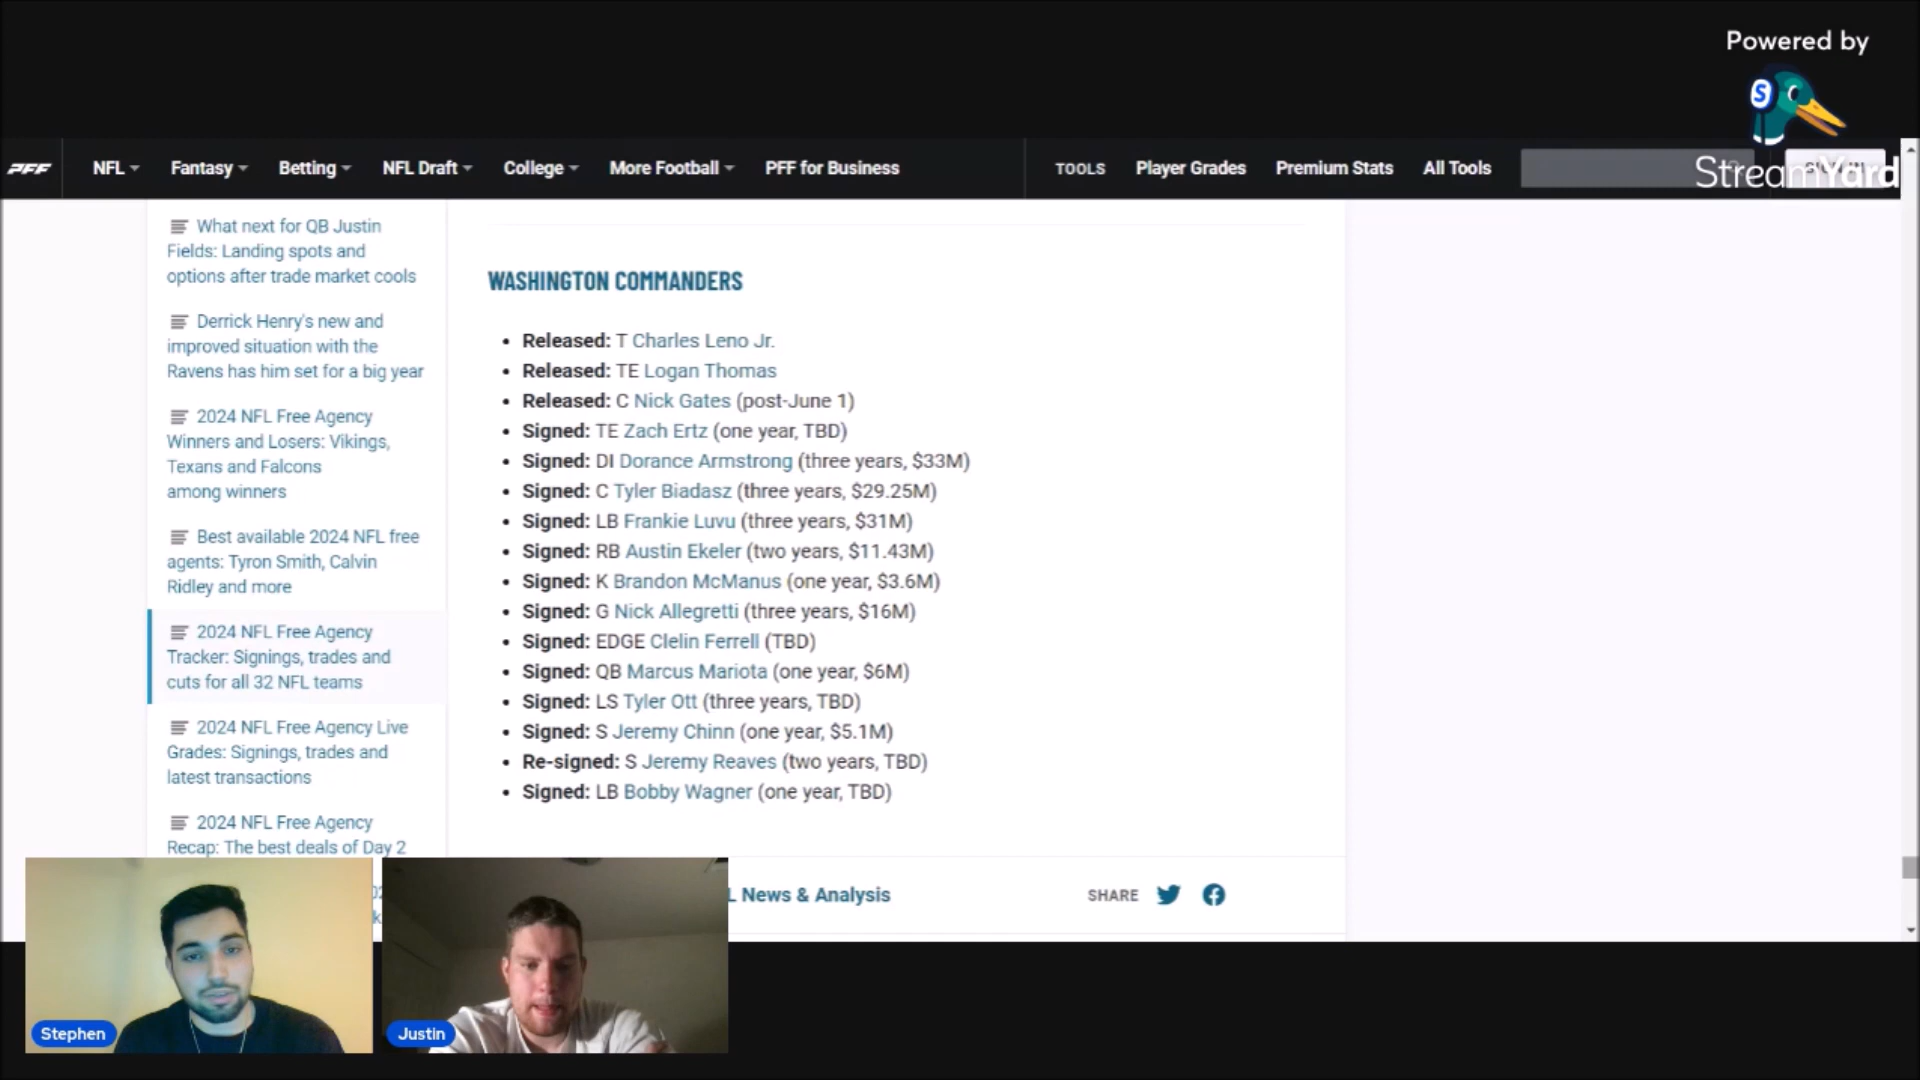 Powered by
StreamYard
PFF
NFL
Fantasy
Betting
NFL Draft
College
More Football
PFF for Business
TOOLS
Player Grades
Premium Stats
All Tools
What next for QB Justin
Fields: Landing spots and
options after trade market cools
Derrick Henry's new and
improved situation with the
Ravens has him set for a big year
2024 NFL Free Agency
Winners and Losers: Vikings,
Texans and Falcons
among winners
Best available 2024 NFL free
agents: Tyron Smith, Calvin
Ridley and more
2024 NFL Free Agency
Tracker: Signings, trades and
cuts for all 32 NFL teams
2024 NFL Free Agency Live
Grades: Signings, trades and
latest transactions
2024 NFL Free Agency
Recap: The best deals of Day 2
WASHINGTON COMMANDERS
• Released: T Charles Leno Jr.
• Released: TE Logan Thomas
• Released: C Nick Gates (post-June 1)
• Signed: TE Zach Ertz (one year, TBD)
• Signed: DI Dorance Armstrong (three years, $33M)
• Signed: C Tyler Biadasz (three years, $29.25M)
• Signed: LB Frankie Luvu (three years, $31M)
• Signed: RB Austin Ekeler (two years, $11.43M)
• Signed: K Brandon McManus (one year, $3.6M)
• Signed: G Nick Allegretti (three years, $16M)
• Signed: EDGE Clelin Ferrell (TBD)
• Signed: QB Marcus Mariota (one year, $6M)
• Signed: LS Tyler Ott (three years, TBD)
• Signed: S Jeremy Chinn (one year, $5.1M)
• Re-signed: S Jeremy Reaves (two years, TBD)
• Signed: LB Bobby Wagner (one year, TBD)
L News & Analysis
SHARE
Stephen
Justin